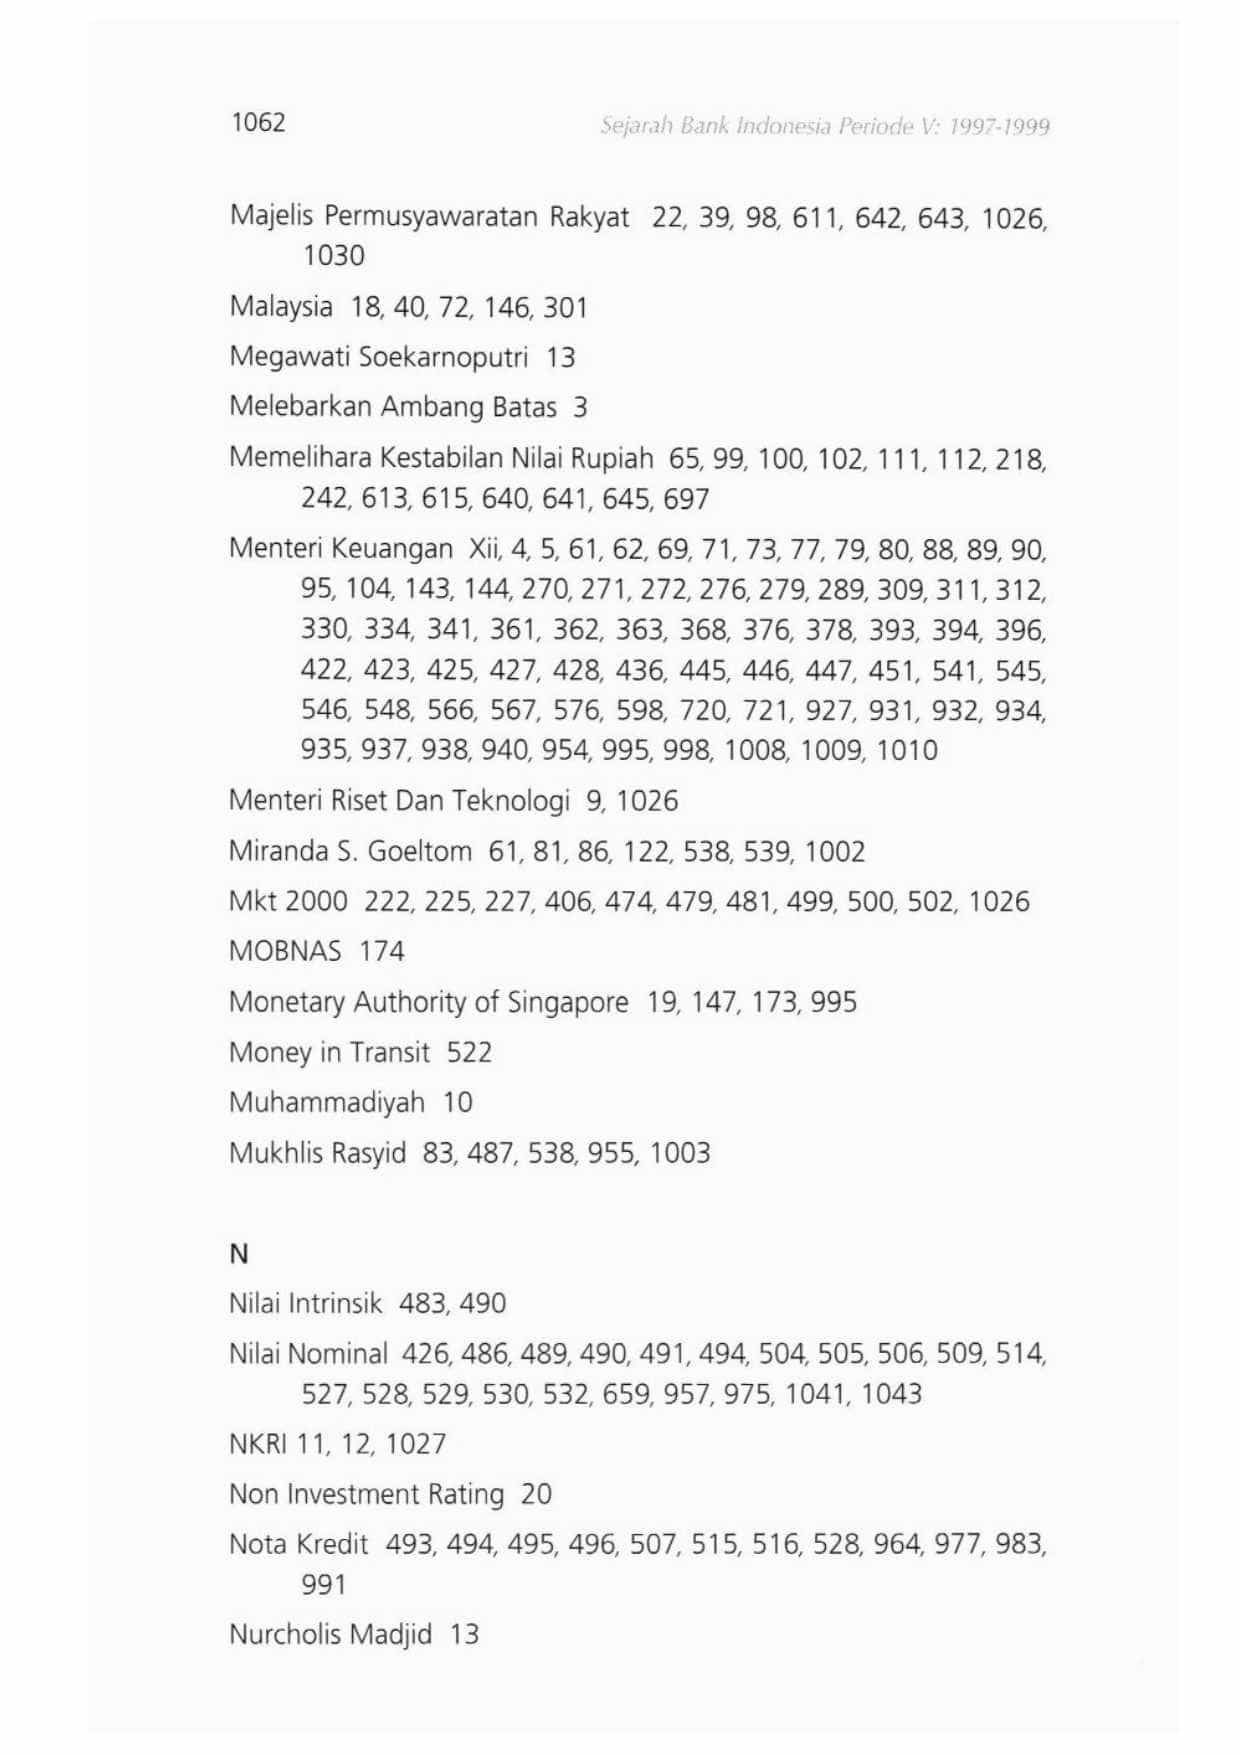 1062
Sejarah Bank Indonesia Periode V: 1997-1999
Majelis Permusyawaratan Rakyat 22, 39, 98, 611, 642, 643, 1026,
1030
Malaysia 18, 40, 72, 146, 301
Megawati Soekarnoputri 13
Melebarkan Ambang Batas 3
Memelihara Kestabilan Nilai Rupiah 65, 99, 100, 102, 111, 112, 218,
242, 613, 615, 640, 641, 645, 697
Menteri Keuangan Xii, 4, 5, 61, 62, 69, 71, 73, 77, 79, 80, 88, 89, 90,
95, 104, 143, 144, 270, 271, 272, 276, 279, 289, 309, 311, 312,
330, 334, 341, 361, 362, 363, 368, 376, 378, 393, 394, 396,
422, 423, 425, 427, 428, 436, 445, 446, 447, 451, 541, 545,
546, 548, 566, 567, 576, 598, 720, 721, 927, 931, 932, 934,
935, 937, 938, 940, 954, 995, 998, 1008, 1009, 1010
Menteri Riset Dan Teknologi 9, 1026
Miranda S. Goeltom 61, 81, 86, 122, 538, 539, 1002
Mkt 2000 222, 225, 227, 406, 474, 479, 481, 499, 500, 502, 1026
MOBNAS 174
Monetary Authority of Singapore 19, 147, 173, 995
Money in Transit 522
Muhammadiyah 10
Mukhlis Rasyid 83, 487, 538, 955, 1003
N
Nilai Intrinsik 483, 490
Nilai Nominal 426, 486, 489, 490, 491, 494, 504, 505, 506, 509, 514,
527, 528, 529, 530, 532, 659, 957, 975, 1041, 1043
NKRI 11, 12, 1027
Non Investment Rating 20
Nota Kredit 493, 494, 495, 496, 507, 515, 516, 528, 964, 977, 983,
991
Nurcholis Madjid 13